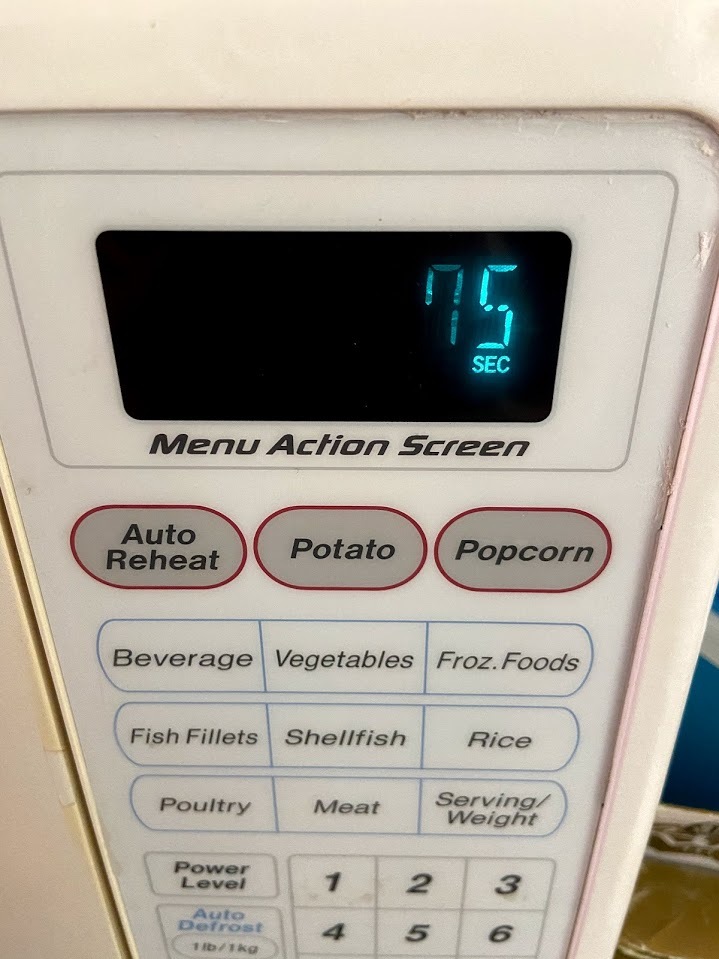 75
SEC
Menu Action Screen
Auto
Reheat
Potato
Popcorn
Beverage
Vegetables
Froz. Foods
Fish Fillets
Shellfish
Rice
Poultry
Meat
Serving/
Weight
Power
Level
1
2
3
Auto
Defrost
1lb/1kg
4
5
6